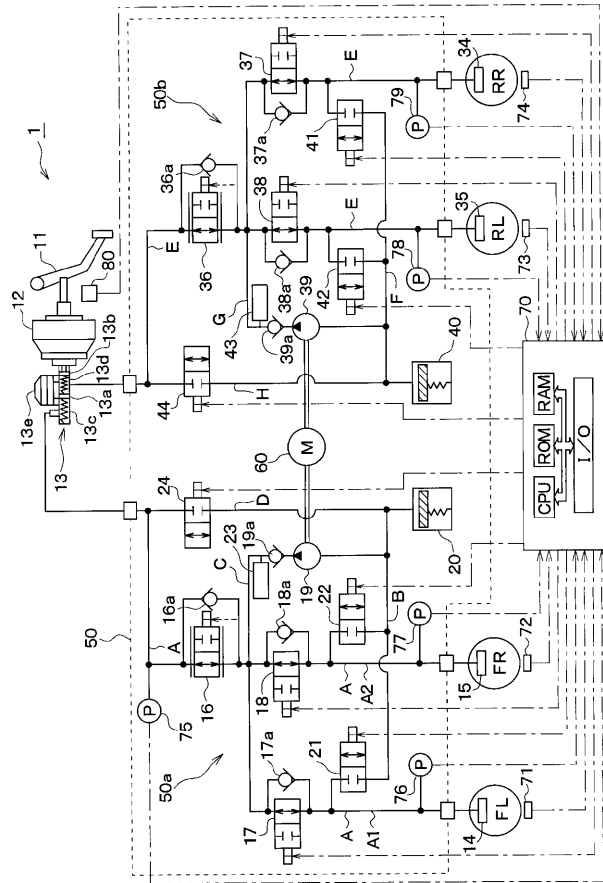 1
11
12
80
13b
13d
13a
13c
13e
13
50
50a
50b
A
75
P
16
16a
24
D
C
23
19a
19
60
M
44
H
G
43
39a
39
E
36
36a
37
37a
38
38a
E
E
41
42
F
40
20
17
17a
18
18a
21
22
B
A
A1
A
A2
76
P
77
P
78
P
79
P
14
FL
71
15
FR
72
35
RL
73
34
RR
74
70
CPU
ROM
RAM
I/O